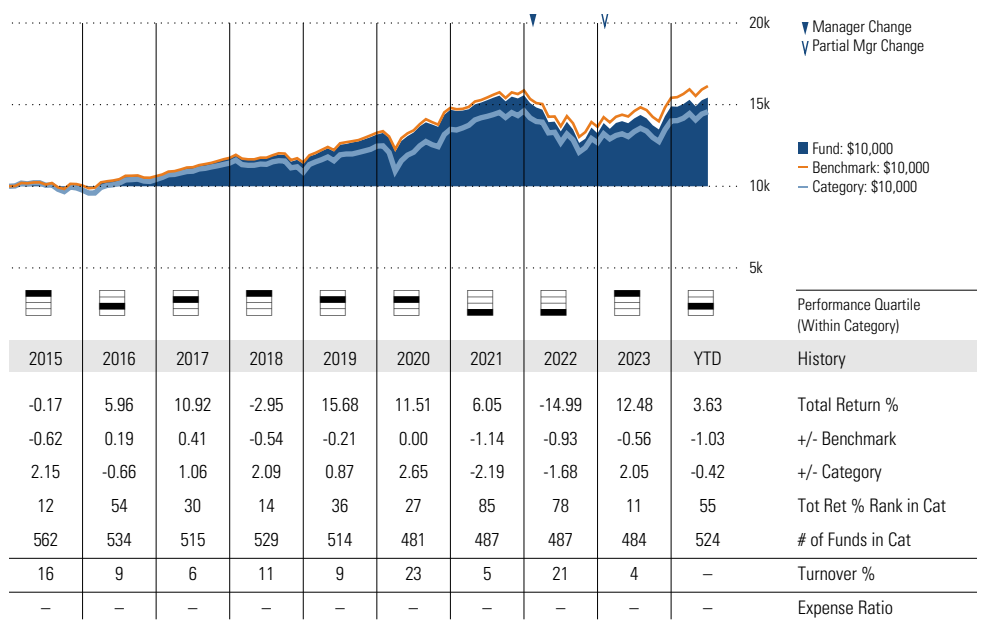 20k
▼ Manager Change
∨ Partial Mgr Change
15k
Fund: $10,000
Benchmark: $10,000
Category: $10,000
10k
5k
Performance Quartile
(Within Category)
2015 2016 2017 2018 2019 2020 2021 2022 2023 YTD History
-0.17 5.96 10.92 -2.95 15.68 11.51 6.05 -14.99 12.48 3.63 Total Return %
-0.62 0.19 0.41 -0.54 -0.21 0.00 -1.14 -0.93 -0.56 -1.03 +/- Benchmark
2.15 -0.66 1.06 2.09 0.87 2.65 -2.19 -1.68 2.05 -0.42 +/- Category
12 54 30 14 36 27 85 78 11 55 Tot Ret % Rank in Cat
562 534 515 529 514 481 487 487 484 524 # of Funds in Cat
16 9 6 11 9 23 5 21 4 – Turnover %
– – – – – – – – – – Expense Ratio